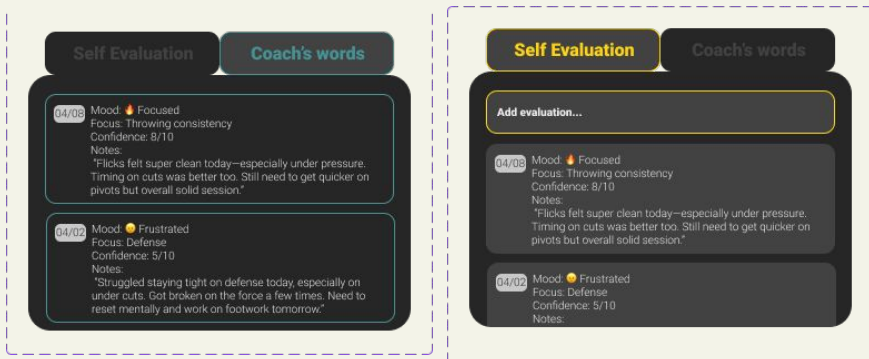 Self Evaluation
Coach's words
04/08
Mood: 🔥 Focused
Focus: Throwing consistency
Confidence: 8/10
Notes:
"Flicks felt super clean today—especially under pressure.
Timing on cuts was better too. Still need to get quicker on
pivots but overall solid session."
04/02
Mood: 😕 Frustrated
Focus: Defense
Confidence: 5/10
Notes:
"Struggled staying tight on defense today, especially on
under cuts. Got broken on the force a few times. Need to
reset mentally and work on footwork tomorrow."
Self Evaluation
Coach's words
Add evaluation...
04/08
Mood: 🔥 Focused
Focus: Throwing consistency
Confidence: 8/10
Notes:
"Flicks felt super clean today—especially under pressure.
Timing on cuts was better too. Still need to get quicker on
pivots but overall solid session."
04/02
Mood: 😕 Frustrated
Focus: Defense
Confidence: 5/10
Notes: